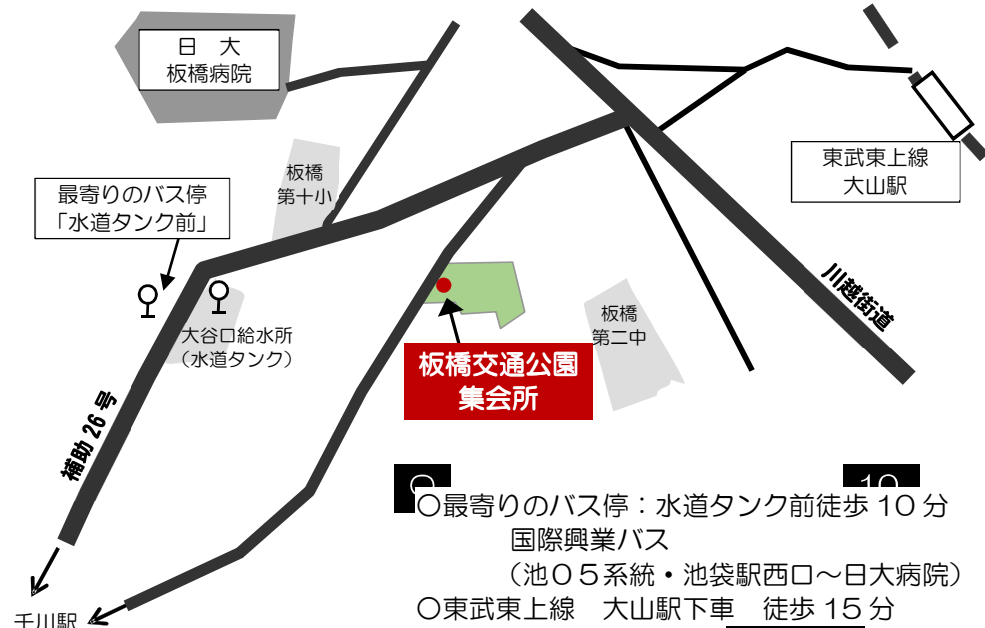 日 大
板橋病院
東武東上線
大山駅
板橋
第十小
最寄りのバス停
「水道タンク前」
川越街道
大谷口給水所
（水道タンク）
板橋
第二中
板橋交通公園
集会所
補助 26 号
〇最寄りのバス停：水道タンク前徒歩 10 分
国際興業バス
（池０５系統・池袋駅西口～日大病院）
〇東武東上線　大山駅下車　徒歩 15 分
千川駅